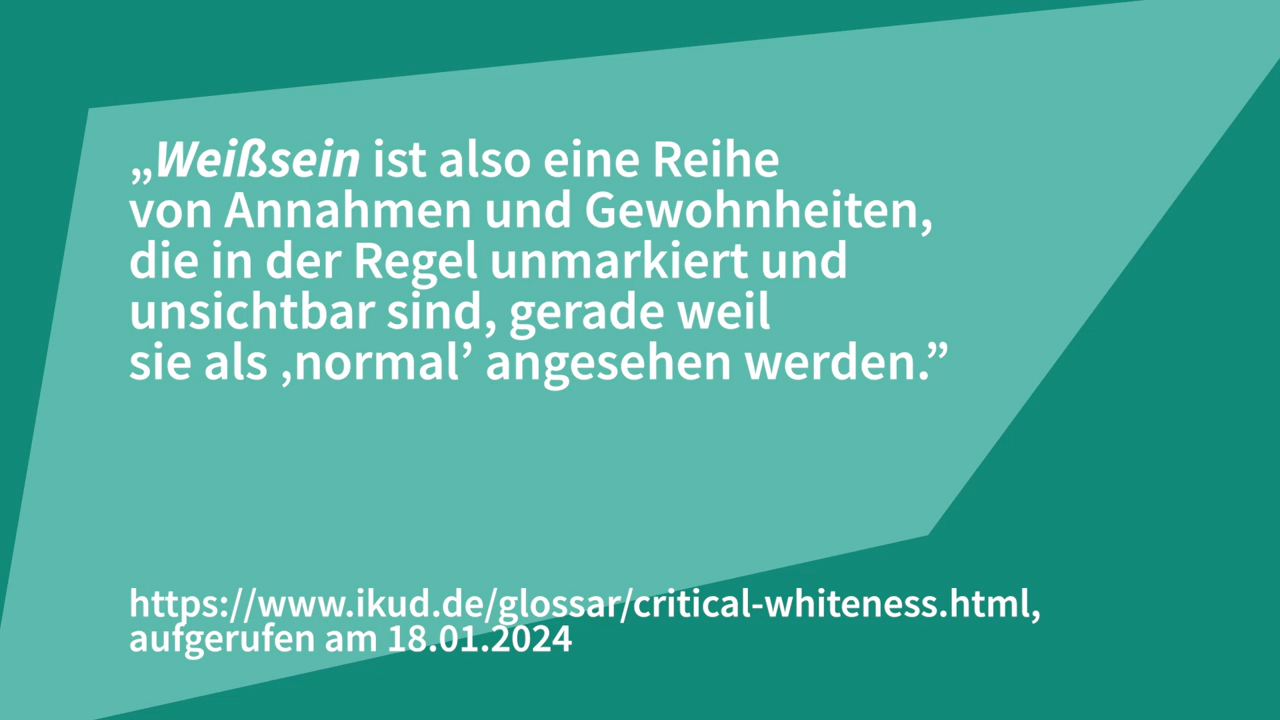 „Weißsein ist also eine Reihe
von Annahmen und Gewohnheiten,
die in der Regel unmarkiert und
unsichtbar sind, gerade weil
sie als ‚normal’ angesehen werden.”
https://www.ikud.de/glossar/critical-whiteness.html,
aufgerufen am 18.01.2024